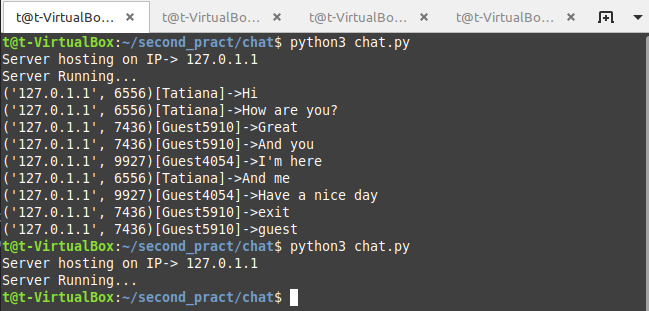 t@t-VirtualBo... × t@t-VirtualBo... × t@t-VirtualBo... × t@t-VirtualBo... ×
t@t-VirtualBox:~/second_pract/chat$ python3 chat.py
Server hosting on IP-> 127.0.1.1
Server Running...
('127.0.1.1', 6556)[Tatiana]->Hi
('127.0.1.1', 6556)[Tatiana]->How are you?
('127.0.1.1', 7436)[Guest5910]->Great
('127.0.1.1', 7436)[Guest5910]->And you
('127.0.1.1', 9927)[Guest4054]->I'm here
('127.0.1.1', 6556)[Tatiana]->And me
('127.0.1.1', 9927)[Guest4054]->Have a nice day
('127.0.1.1', 7436)[Guest5910]->exit
('127.0.1.1', 7436)[Guest5910]->guest
t@t-VirtualBox:~/second_pract/chat$ python3 chat.py
Server hosting on IP-> 127.0.1.1
Server Running...
t@t-VirtualBox:~/second_pract/chat$